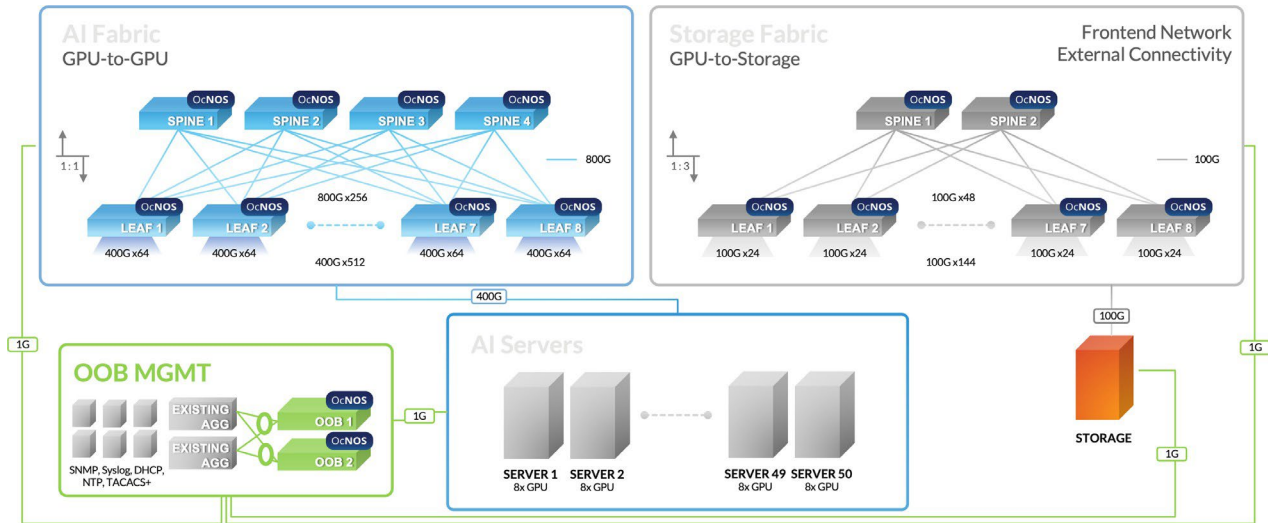 AI Fabric
GPU-to-GPU
OcNOS
OcNOS
OcNOS
OcNOS
SPINE 1
SPINE 2
SPINE 3
SPINE 4
1:1
800G
800G x256
OcNOS
OcNOS
OcNOS
OcNOS
LEAF 1
LEAF 2
LEAF 7
LEAF 8
400G x64
400G x64
400G x512
400G x64
400G x64
Storage Fabric
GPU-to-Storage
Frontend Network
External Connectivity
OcNOS
OcNOS
SPINE 1
SPINE 2
1:3
100G
100G x48
OcNOS
OcNOS
OcNOS
OcNOS
LEAF 1
LEAF 2
LEAF 7
LEAF 8
100G x24
100G x24
100G x144
100G x24
100G x24
400G
100G
1G
1G
OOB MGMT
OcNOS
EXISTING
AGG
OOB 1
OcNOS
EXISTING
AGG
OOB 2
SNMP, Syslog, DHCP,
NTP, TACACS+
1G
AI Servers
SERVER 1
8x GPU
SERVER 2
8x GPU
SERVER 49
8x GPU
SERVER 50
8x GPU
STORAGE
1G